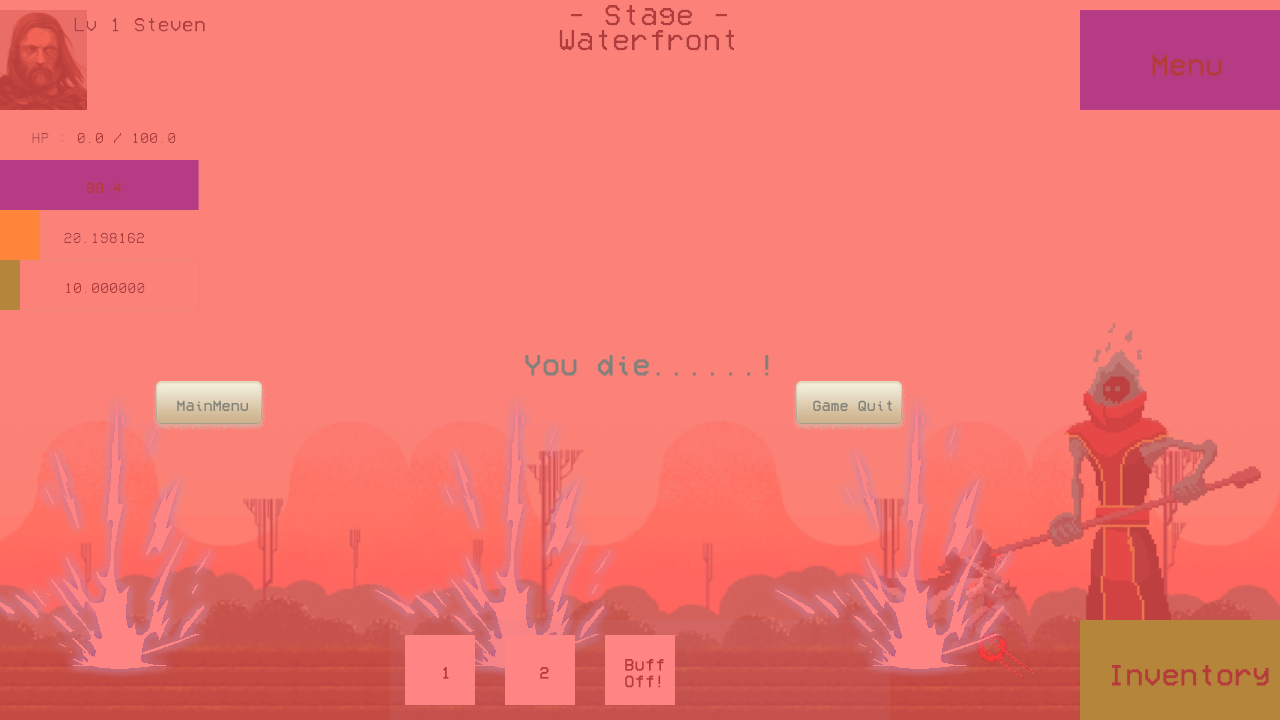 Lv 1 Steven
- Stage -
Waterfront
Menu
HP : 0.0 / 100.0
99.4
20.198162
10.000000
You die......!
MainMenu
Game Quit
1
2
Buff
Off!
Inventory